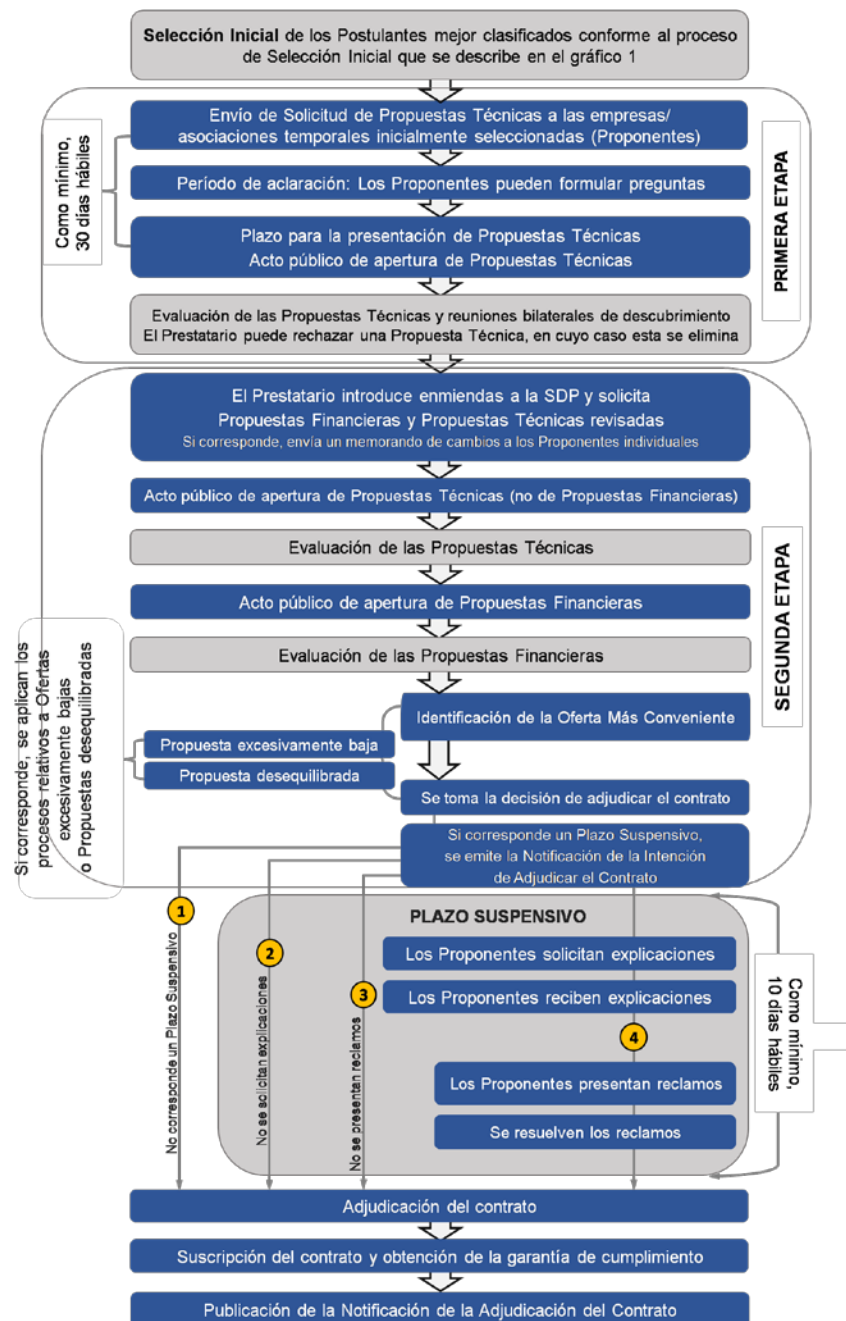 Selección Inicial de los Postulantes mejor clasificados conforme al proceso
de Selección Inicial que se describe en el gráfico 1
PRIMERA ETAPA
Como mínimo,
30 días hábiles
Envío de Solicitud de Propuestas Técnicas a las empresas/
asociaciones temporales inicialmente seleccionadas (Proponentes)
Período de aclaración: Los Proponentes pueden formular preguntas
Plazo para la presentación de Propuestas Técnicas
Acto público de apertura de Propuestas Técnicas
Evaluación de las Propuestas Técnicas y reuniones bilaterales de descubrimiento
El Prestatario puede rechazar una Propuesta Técnica, en cuyo caso esta se elimina
SEGUNDA ETAPA
El Prestatario introduce enmiendas a la SDP y solicita
Propuestas Financieras y Propuestas Técnicas revisadas
Si corresponde, envía un memorando de cambios a los Proponentes individuales
Acto público de apertura de Propuestas Técnicas (no de Propuestas Financieras)
Evaluación de las Propuestas Técnicas
Acto público de apertura de Propuestas Financieras
Evaluación de las Propuestas Financieras
Si corresponde, se aplican los
procesos relativos a Ofertas
excesivamente bajas
o Propuestas desequilibradas
Identificación de la Oferta Más Conveniente
Propuesta excesivamente baja
Propuesta desequilibrada
Se toma la decisión de adjudicar el contrato
Si corresponde un Plazo Suspensivo,
se emite la Notificación de la Intención
de Adjudicar el Contrato
1
No corresponde un Plazo Suspensivo
2
No se solicitan explicaciones
3
No se presentan reclamos
PLAZO SUSPENSIVO
Los Proponentes solicitan explicaciones
Los Proponentes reciben explicaciones
4
Los Proponentes presentan reclamos
Se resuelven los reclamos
Como mínimo,
10 días hábiles
Adjudicación del contrato
Suscripción del contrato y obtención de la garantía de cumplimiento
Publicación de la Notificación de la Adjudicación del Contrato